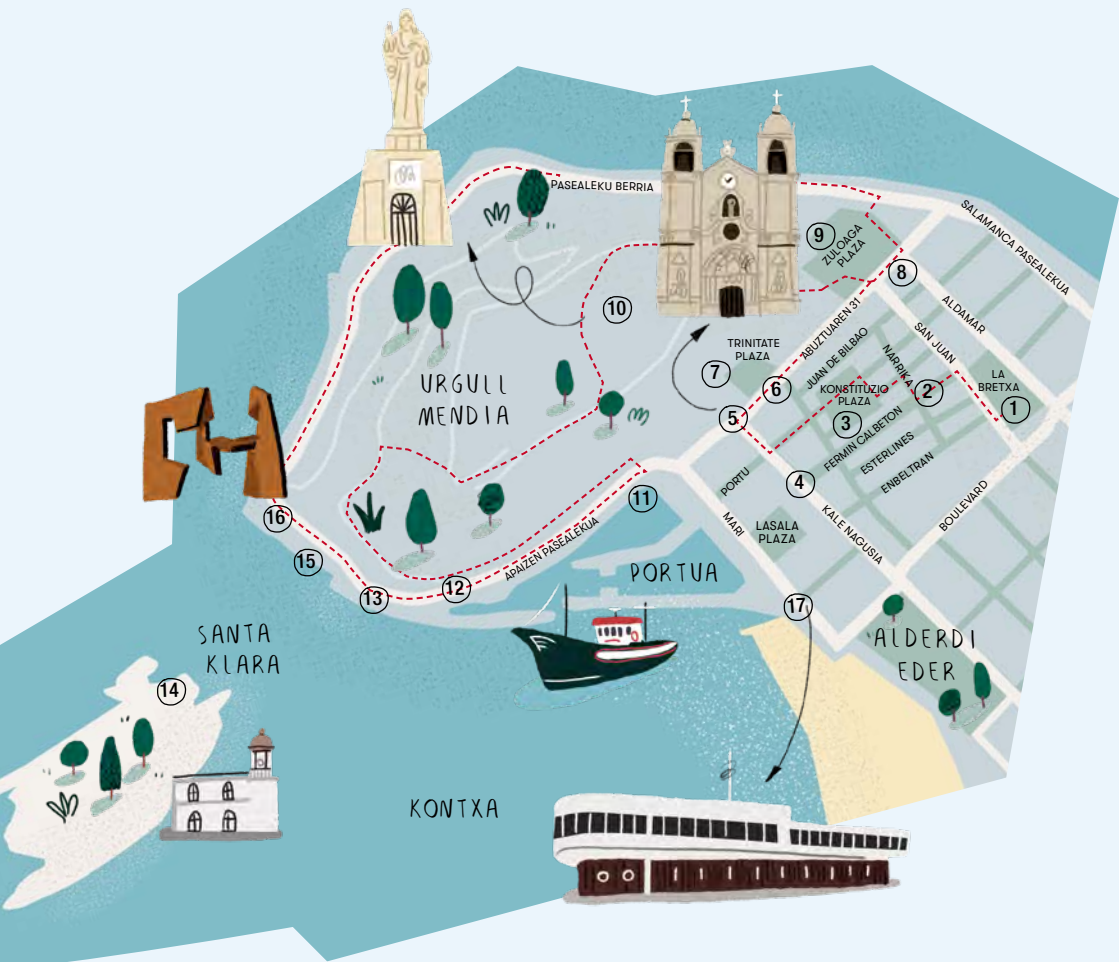 PASEALEKU BERRIA
SALAMANCA PASEALEKUA
9
ZULOAGA
PLAZA
8
ALDAMAR
10
ABUZTUAREN 31
SAN JUAN
TRINITATE
PLAZA
7
JUAN DE BILBAO
NARRIKA
LA
BRETXA
1
URGULL
MENDIA
6
KONSTITUZIO
PLAZA
2
3
5
FERMIN CALBETON
ESTERLINES
ENBELTRAN
4
PORTU
11
MARI
LASALA
PLAZA
KALE NAGUSIA
BOULEVARD
16
15
APAIZEN PASEALEKUA
12
13
PORTUA
17
ALDERDI
EDER
SANTA
KLARA
14
KONTXA